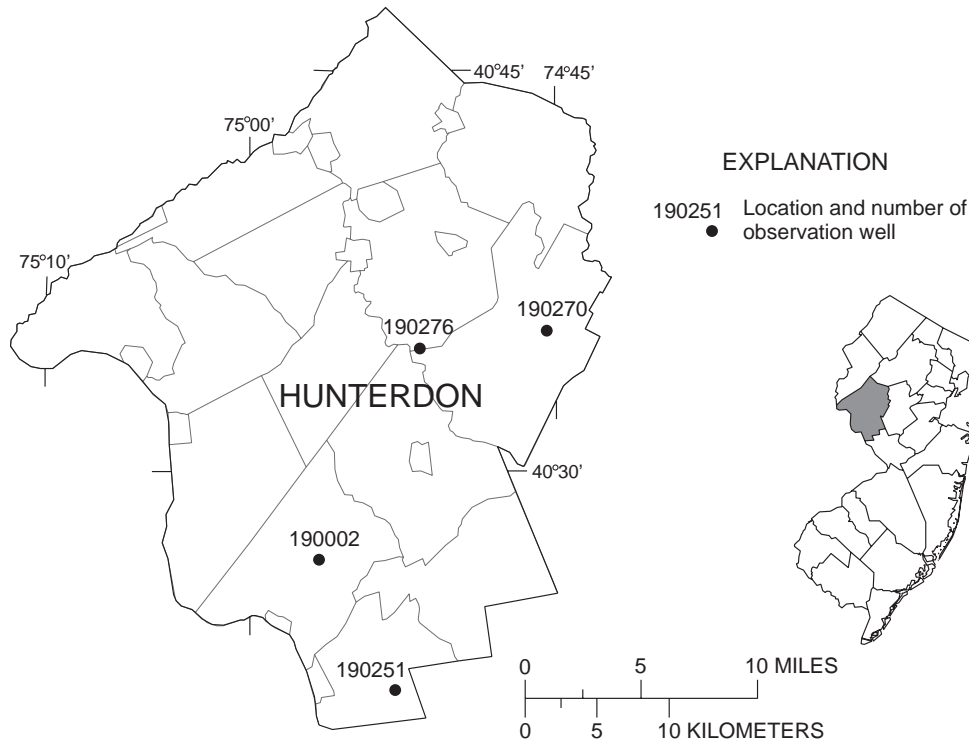 40°45' 74°45'
75°00'
EXPLANATION
190251 Location and number of
observation well
75°10'
190270
190276
HUNTERDON
40°30'
190002
190251
0 5 10 MILES
0 5 10 KILOMETERS